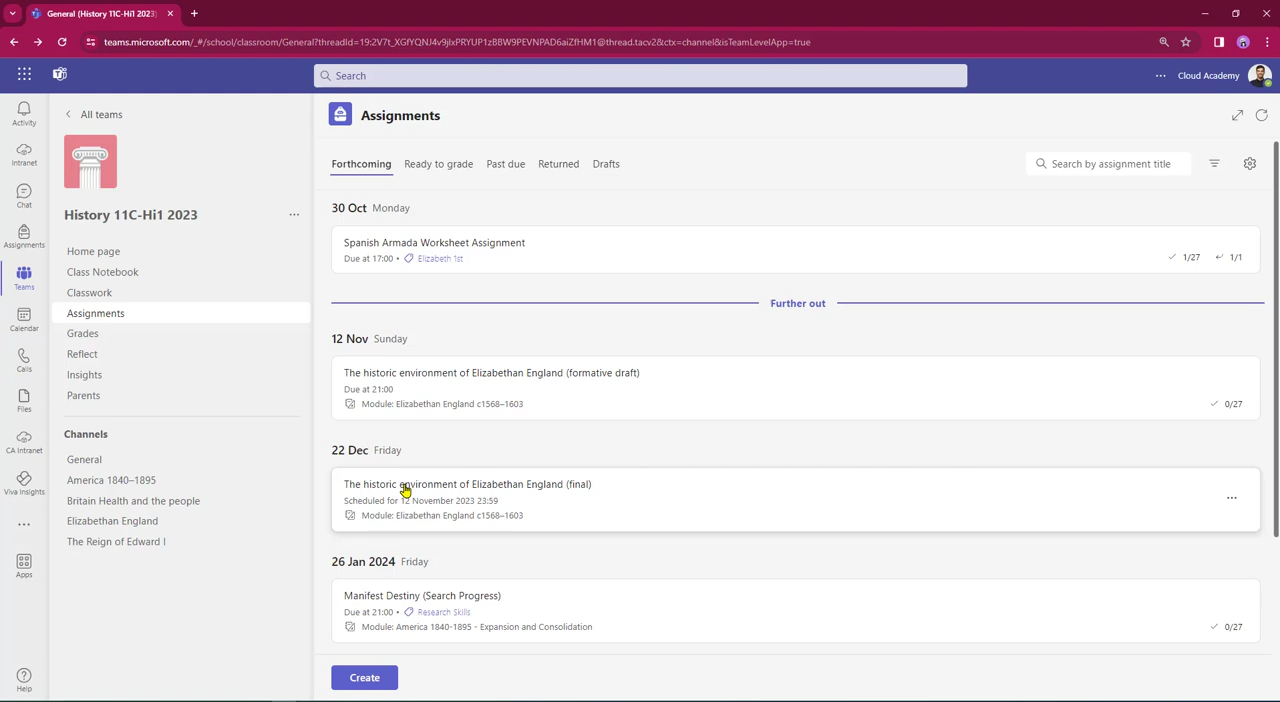 General (History 11C-Hi1 2023)
teams.microsoft.com/_#/school/classroom/General?threadId=19:2V7t_XGfYQNJ4v9jlxPRYUP1zBBW9PEVNPAD6aiZfHM1@thread.tacv2&ctx=channel&isTeamLevelApp=true
Search
Cloud Academy
Activity
Intranet
Chat
Assignments
Teams
Calendar
Calls
Files
CA Intranet
Viva Insights
Apps
Help
All teams
History 11C-Hi1 2023
Home page
Class Notebook
Classwork
Assignments
Grades
Reflect
Insights
Parents
Channels
General
America 1840–1895
Britain Health and the people
Elizabethan England
The Reign of Edward I
Assignments
Forthcoming Ready to grade Past due Returned Drafts
Search by assignment title
30 Oct Monday
Spanish Armada Worksheet Assignment
Due at 17:00 • Elizabeth 1st
1/27 1/1
Further out
12 Nov Sunday
The historic environment of Elizabethan England (formative draft)
Due at 21:00
Module: Elizabethan England c1568–1603
0/27
22 Dec Friday
The historic environment of Elizabethan England (final)
Scheduled for 12 November 2023 23:59
Module: Elizabethan England c1568–1603
26 Jan 2024 Friday
Manifest Destiny (Search Progress)
Due at 21:00 • Research Skills
Module: America 1840-1895 - Expansion and Consolidation
0/27
Create